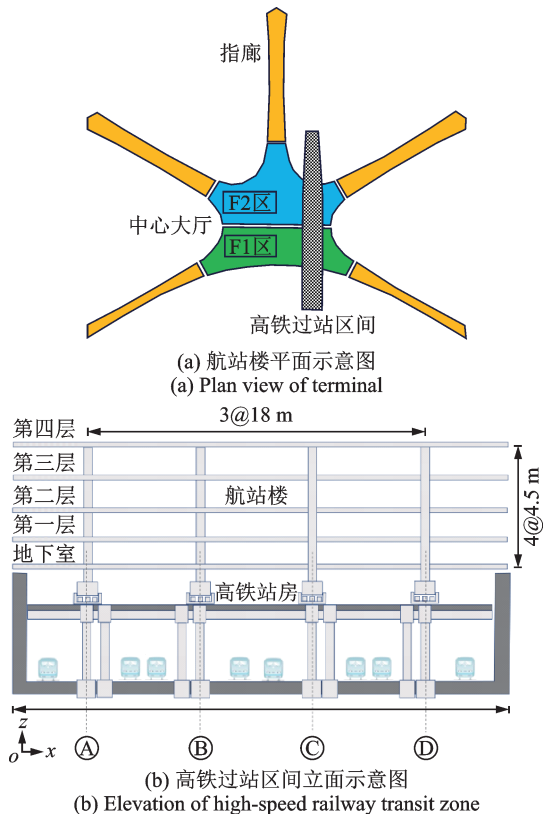 指廊
F2区
中心大厅
F1区
高铁过站区间
(a) 航站楼平面示意图
(a) Plan view of terminal
3@18 m
第四层
第三层
第二层
航站楼
第一层
地下室
4@4.5 m
高铁站房
z
o
x
A
B
C
D
(b) 高铁过站区间立面示意图
(b) Elevation of high-speed railway transit zone